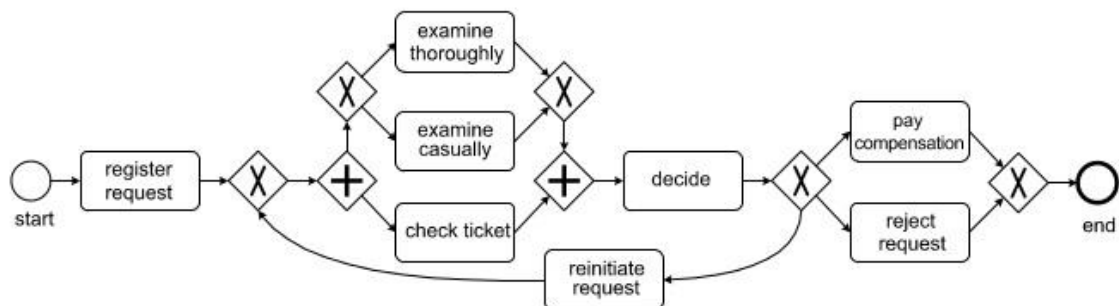 start
register
request
examine
thoroughly
examine
casually
check ticket
decide
reinitiate
request
pay
compensation
reject
request
end